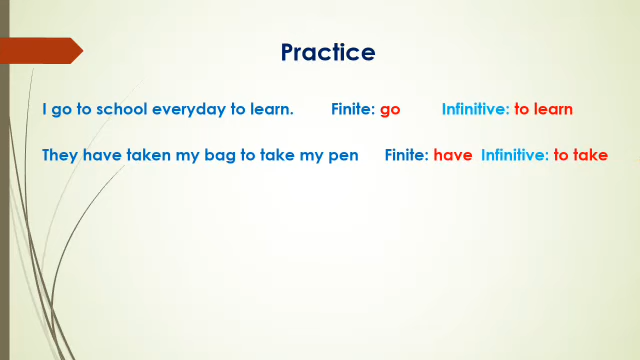 Practice
I go to school everyday to learn. Finite: go Infinitive: to learn
They have taken my bag to take my pen Finite: have Infinitive: to take